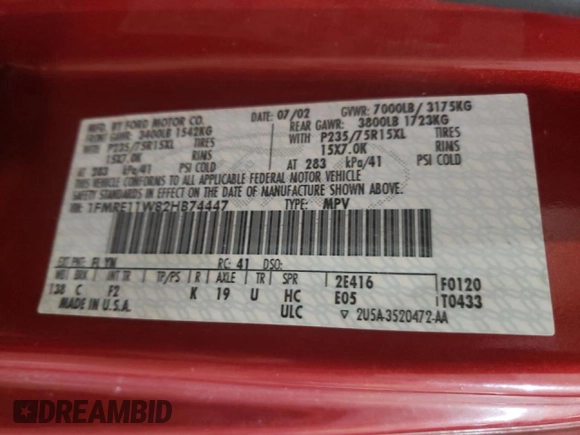 MFD. BY FORD MOTOR CO.
DATE: 07/02 GVWR: 7000LB / 3175KG
FRONT GAWR: 3400LB 1542KG REAR GAWR: 3800LB 1723KG
WITH P235/75R15XL TIRES WITH P235/75R15XL TIRES
15X7.0K RIMS 15X7.0K RIMS
AT 283 kPa/41 PSI COLD AT 283 kPa/41 PSI COLD
THIS VEHICLE CONFORMS TO ALL APPLICABLE FEDERAL MOTOR VEHICLE
SAFETY STANDARDS IN EFFECT ON THE DATE OF MANUFACTURE SHOWN ABOVE.
VIN: 1FMRE11W82HB74447 TYPE: MPV
EXT PNT: FL YN RC: 41 DSO:
WB BRK INT TR TP/PS R AXLE TR SPR
138 C F2 K 19 U HC 2E416 F0120
E05 T0433
MADE IN U.S.A. ULC ▽ 2U5A-3520472-AA
DREAMBID